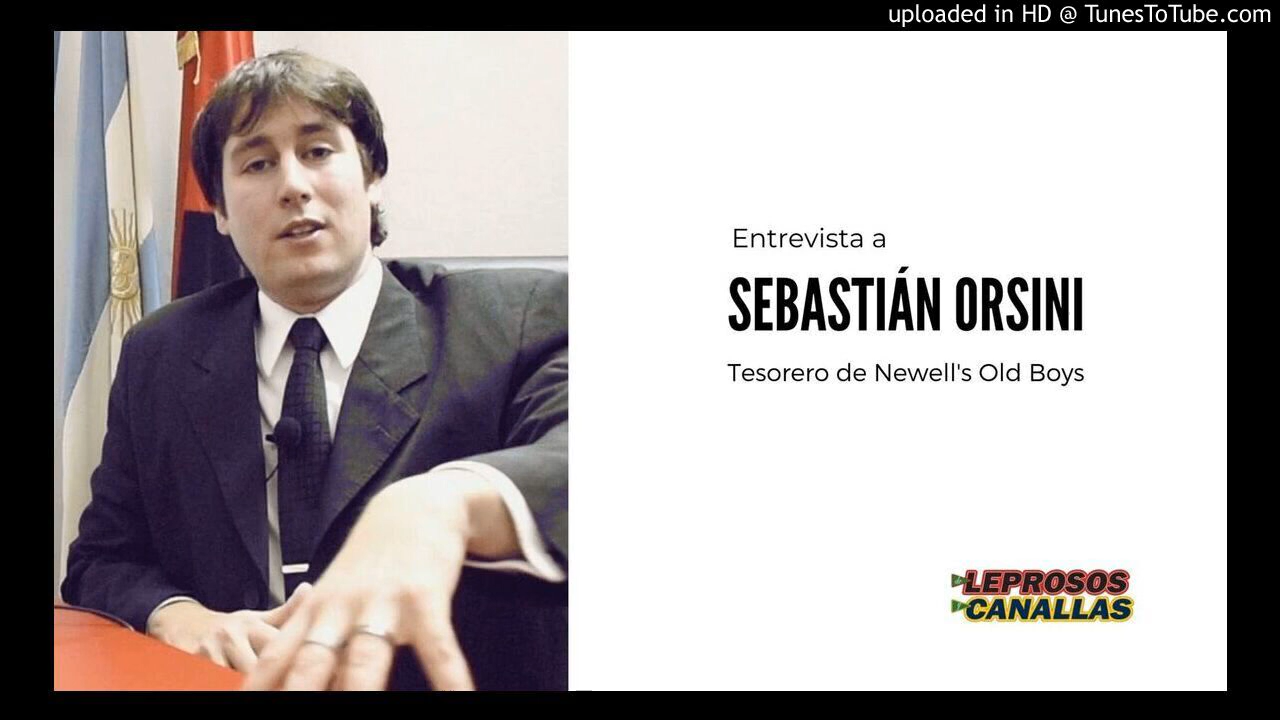 uploaded in HD @ TunesToTube.com
Entrevista a
SEBASTIÁN ORSINI
Tesorero de Newell's Old Boys
LEPROSOS
CANALLAS